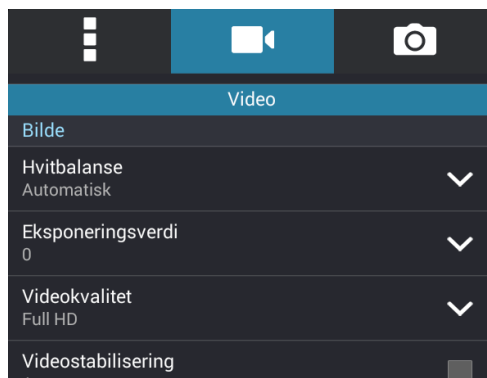 Video
Bilde
Hvitbalanse
Automatisk
Eksponeringsverdi
0
Videokvalitet
Full HD
Videostabilisering